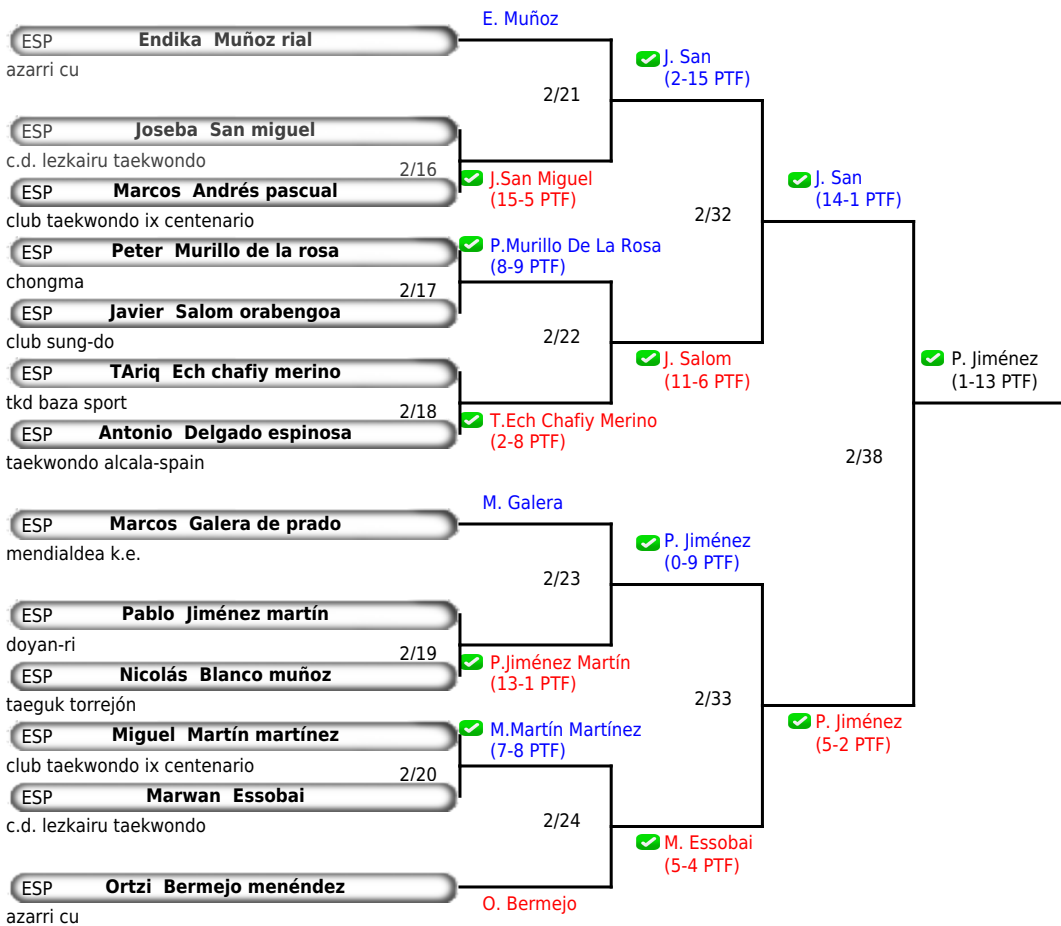 E. Muñoz
ESP Endika Muñoz rial
azarri cu
J. San
(2-15 PTF)
2/21
ESP Joseba San miguel
c.d. lezkairu taekwondo
2/16
J.San Miguel
(15-5 PTF)
ESP Marcos Andrés pascual
club taekwondo ix centenario
J. San
(14-1 PTF)
2/32
ESP Peter Murillo de la rosa
chongma
P.Murillo De La Rosa
(8-9 PTF)
2/17
ESP Javier Salom orabengoa
club sung-do
2/22
J. Salom
(11-6 PTF)
P. Jiménez
(1-13 PTF)
ESP TAriq Ech chafiy merino
tkd baza sport
2/18
T.Ech Chafiy Merino
(2-8 PTF)
ESP Antonio Delgado espinosa
taekwondo alcala-spain
2/38
M. Galera
ESP Marcos Galera de prado
mendialdea k.e.
P. Jiménez
(0-9 PTF)
2/23
ESP Pablo Jiménez martín
doyan-ri
2/19
P.Jiménez Martín
(13-1 PTF)
ESP Nicolás Blanco muñoz
taeguk torrejón
2/33
P. Jiménez
(5-2 PTF)
ESP Miguel Martín martínez
club taekwondo ix centenario
M.Martín Martínez
(7-8 PTF)
2/20
ESP Marwan Essobai
c.d. lezkairu taekwondo
2/24
M. Essobai
(5-4 PTF)
ESP Ortzi Bermejo menéndez
azarri cu
O. Bermejo